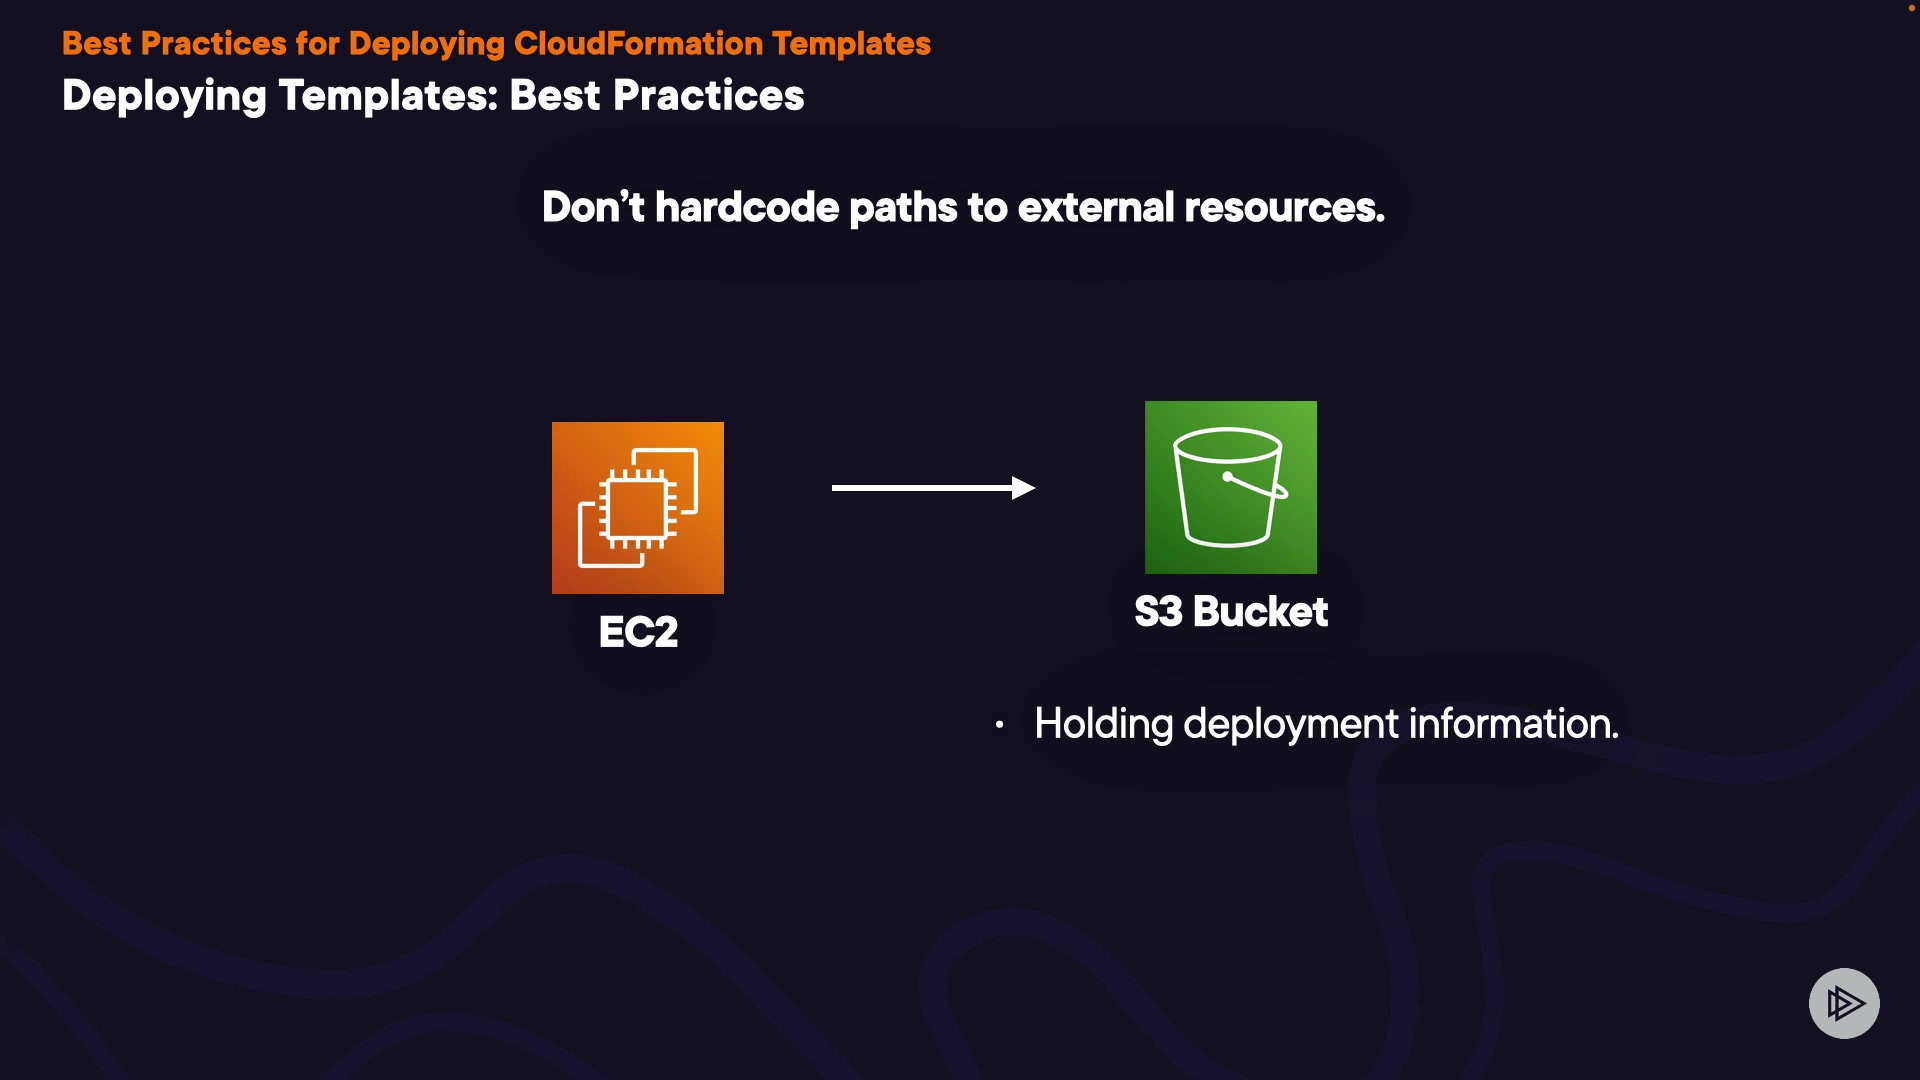 Best Practices for Deploying CloudFormation Templates
Deploying Templates: Best Practices
Don’t hardcode paths to external resources.
EC2
S3 Bucket
• Holding deployment information.